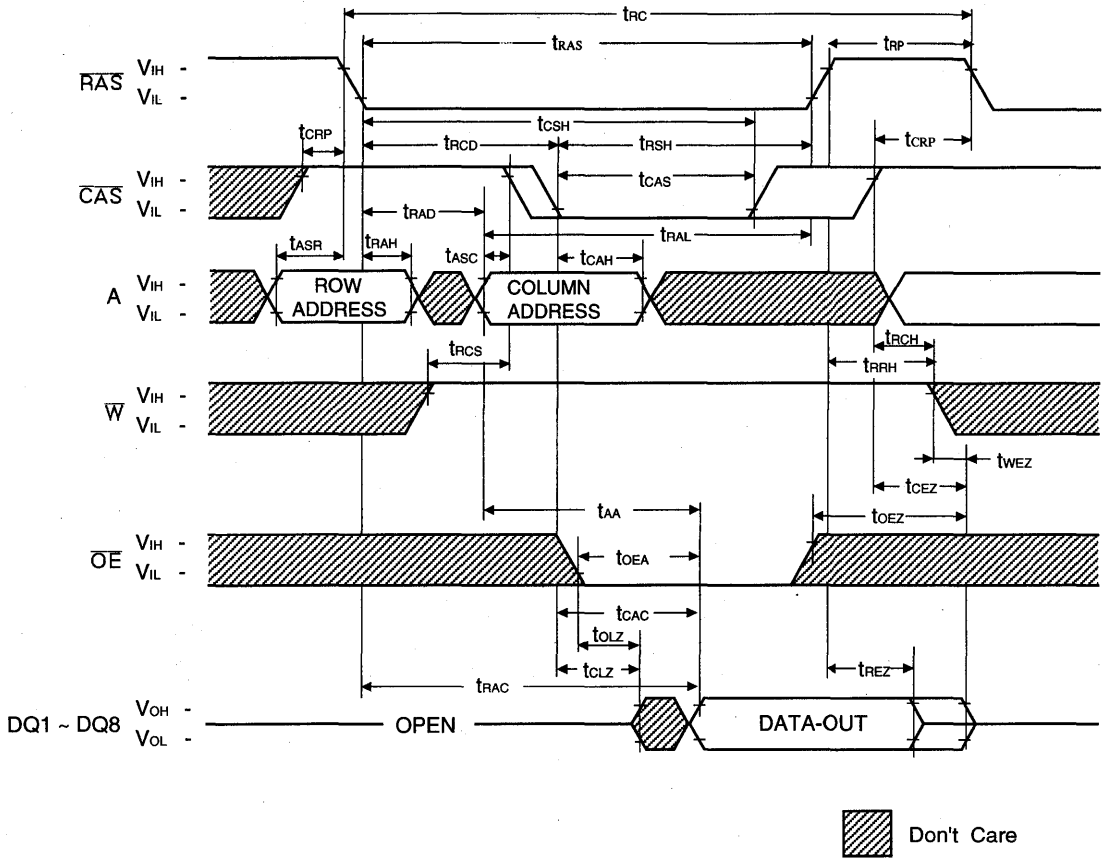 tRC
tRAS
tRP
RAS
VIH -
VIL -
tCSH
tCRP
tRCD
tRSH
tCRP
CAS
VIH -
VIL -
tCAS
tRAD
tRAL
tASR
tRAH
tASC
tCAH
A
VIH -
VIL -
ROW
ADDRESS
COLUMN
ADDRESS
tRCS
tRCH
tRRH
W
VIH -
VIL -
tWEZ
tCEZ
tAA
tOEZ
OE
VIH -
VIL -
tOEA
tCAC
tOLZ
tCLZ
tREZ
tRAC
DQ1 ~ DQ8
VOH -
VOL -
OPEN
DATA-OUT
Don't Care